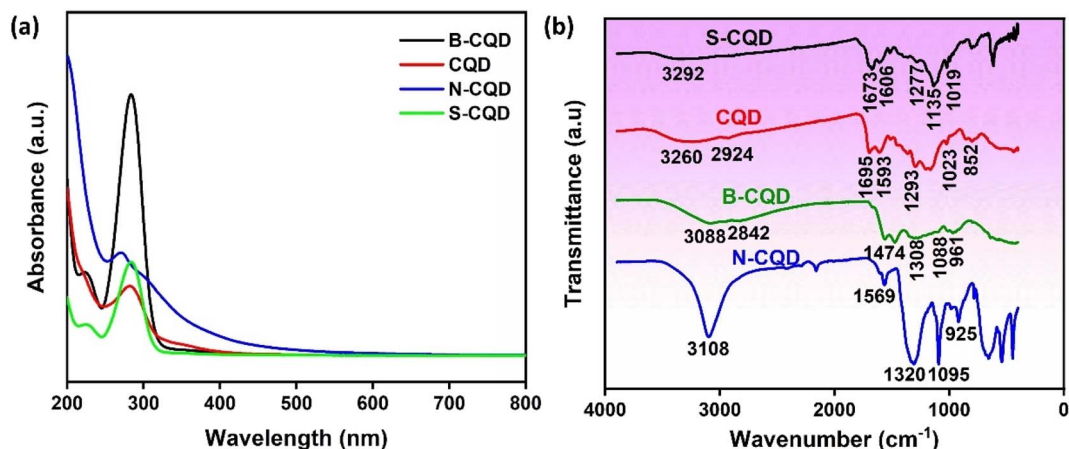 (a)
B-CQD
CQD
N-CQD
S-CQD
Absorbance (a.u.)
200 300 400 500 600 700 800
Wavelength (nm)
(b)
S-CQD
3292
1673
1606
1277
1135
1019
CQD
3260 2924
1695
1593
1293
1023
852
B-CQD
3088 2842
1474
1308
1088
961
N-CQD
3108
1569
1320 1095
925
Transmittance (a.u)
4000 3000 2000 1000 0
Wavenumber (cm⁻¹)